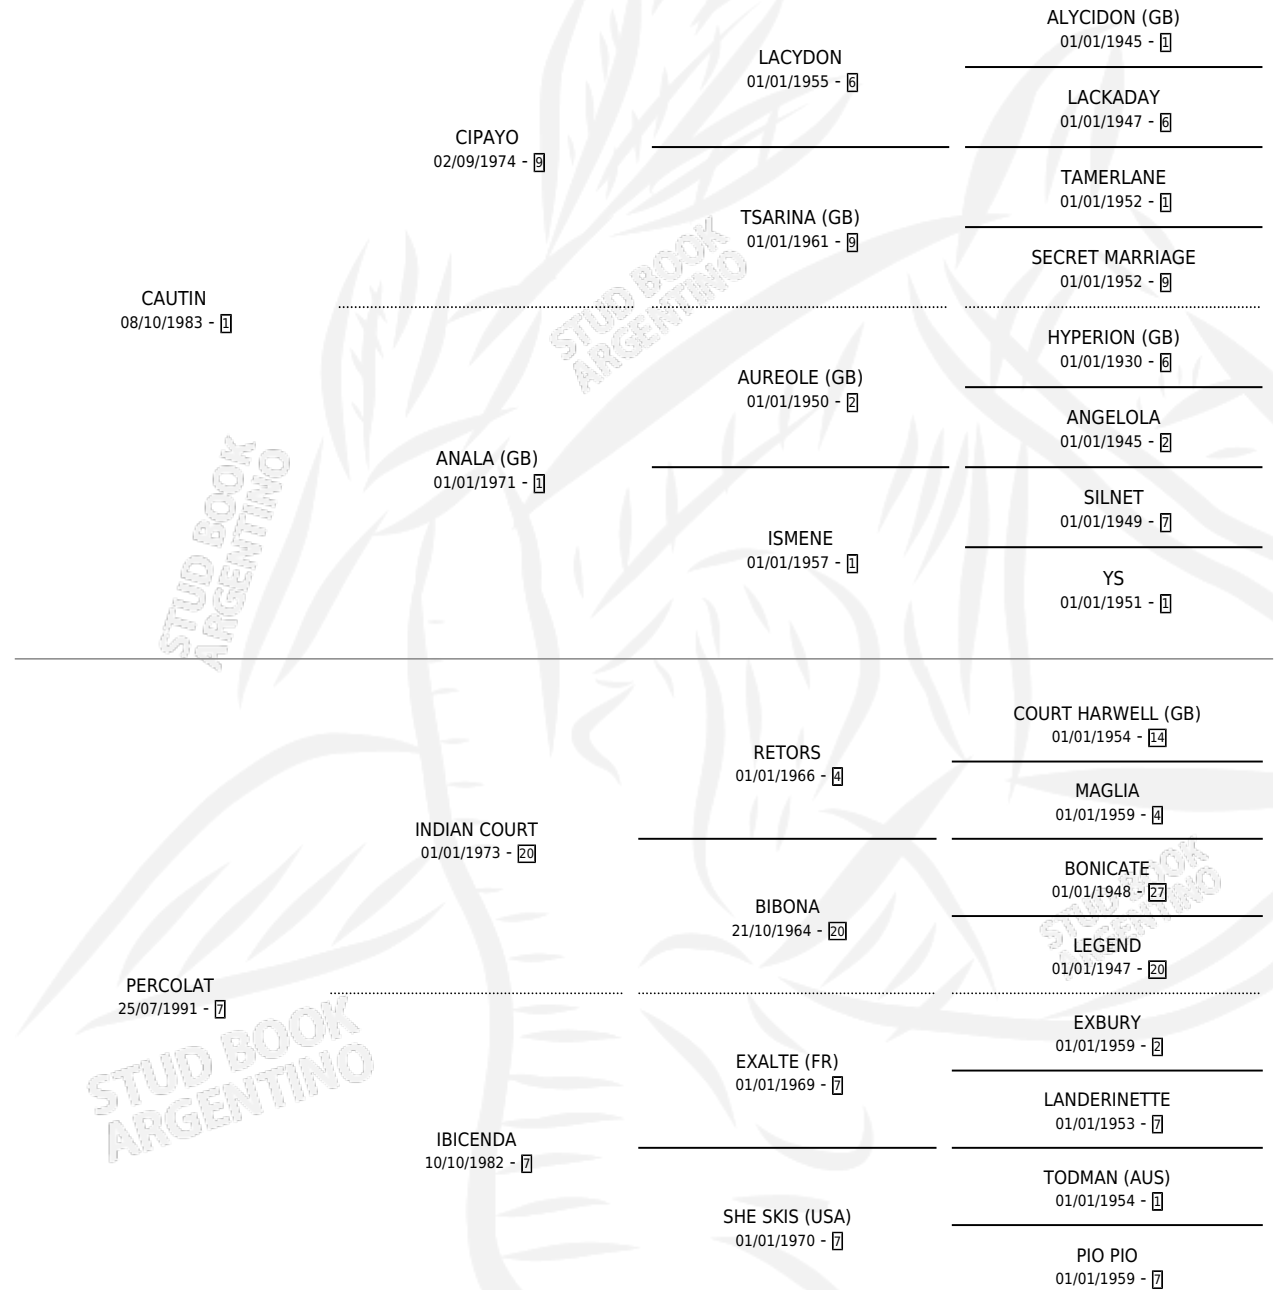 ALYCIDON (GB)
01/01/1945 - 1
LACYDON
01/01/1955 - 6
LACKADAY
01/01/1947 - 6
CIPAYO
02/09/1974 - 9
TAMERLANE
01/01/1952 - 1
TSARINA (GB)
01/01/1961 - 9
SECRET MARRIAGE
01/01/1952 - 9
CAUTIN
08/10/1983 - 1
HYPERION (GB)
01/01/1930 - 6
AUREOLE (GB)
01/01/1950 - 2
ANGELOLA
01/01/1945 - 2
ANALA (GB)
01/01/1971 - 1
SILNET
01/01/1949 - 7
ISMENE
01/01/1957 - 1
YS
01/01/1951 - 1
COURT HARWELL (GB)
01/01/1954 - 14
RETORS
01/01/1966 - 4
MAGLIA
01/01/1959 - 4
INDIAN COURT
01/01/1973 - 20
BONICATE
01/01/1948 - 27
BIBONA
21/10/1964 - 20
LEGEND
01/01/1947 - 20
PERCOLAT
25/07/1991 - 7
EXBURY
01/01/1959 - 2
EXALTE (FR)
01/01/1969 - 7
LANDERINETTE
01/01/1953 - 7
IBICENDA
10/10/1982 - 7
TODMAN (AUS)
01/01/1954 - 1
SHE SKIS (USA)
01/01/1970 - 7
PIO PIO
01/01/1959 - 7
STUD BOOK
ARGENTINO
STUD BOOK
ARGENTINO
STUD BOOK
ARGENTINO
STUD BOOK
ARGENTINO